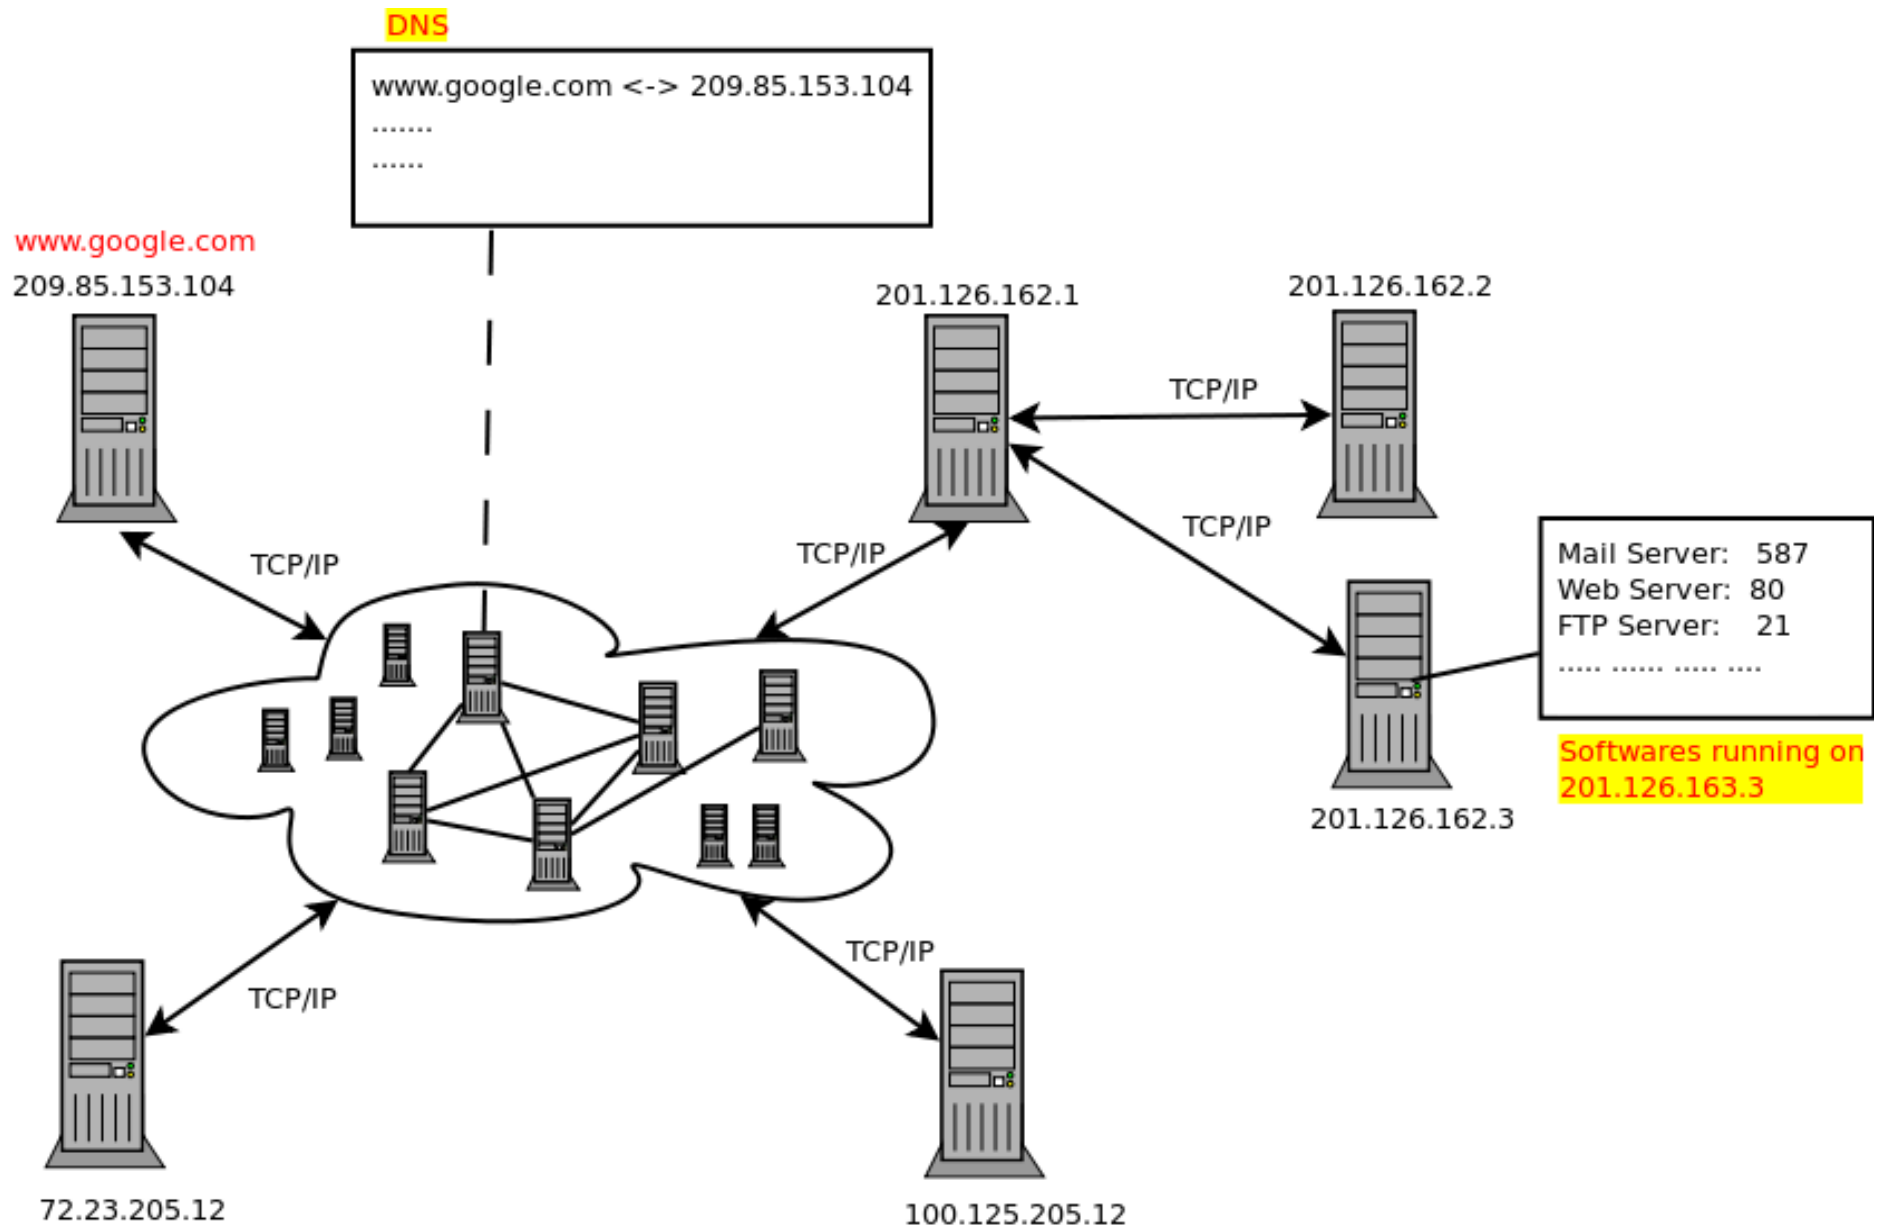 DNS
www.google.com <-> 209.85.153.104
.......
......
www.google.com
209.85.153.104
201.126.162.1
201.126.162.2
TCP/IP
TCP/IP
TCP/IP
TCP/IP
Mail Server: 587
Web Server: 80
FTP Server: 21
..... ...... ..... ....
Softwares running on
201.126.163.3
201.126.162.3
TCP/IP
TCP/IP
72.23.205.12
100.125.205.12